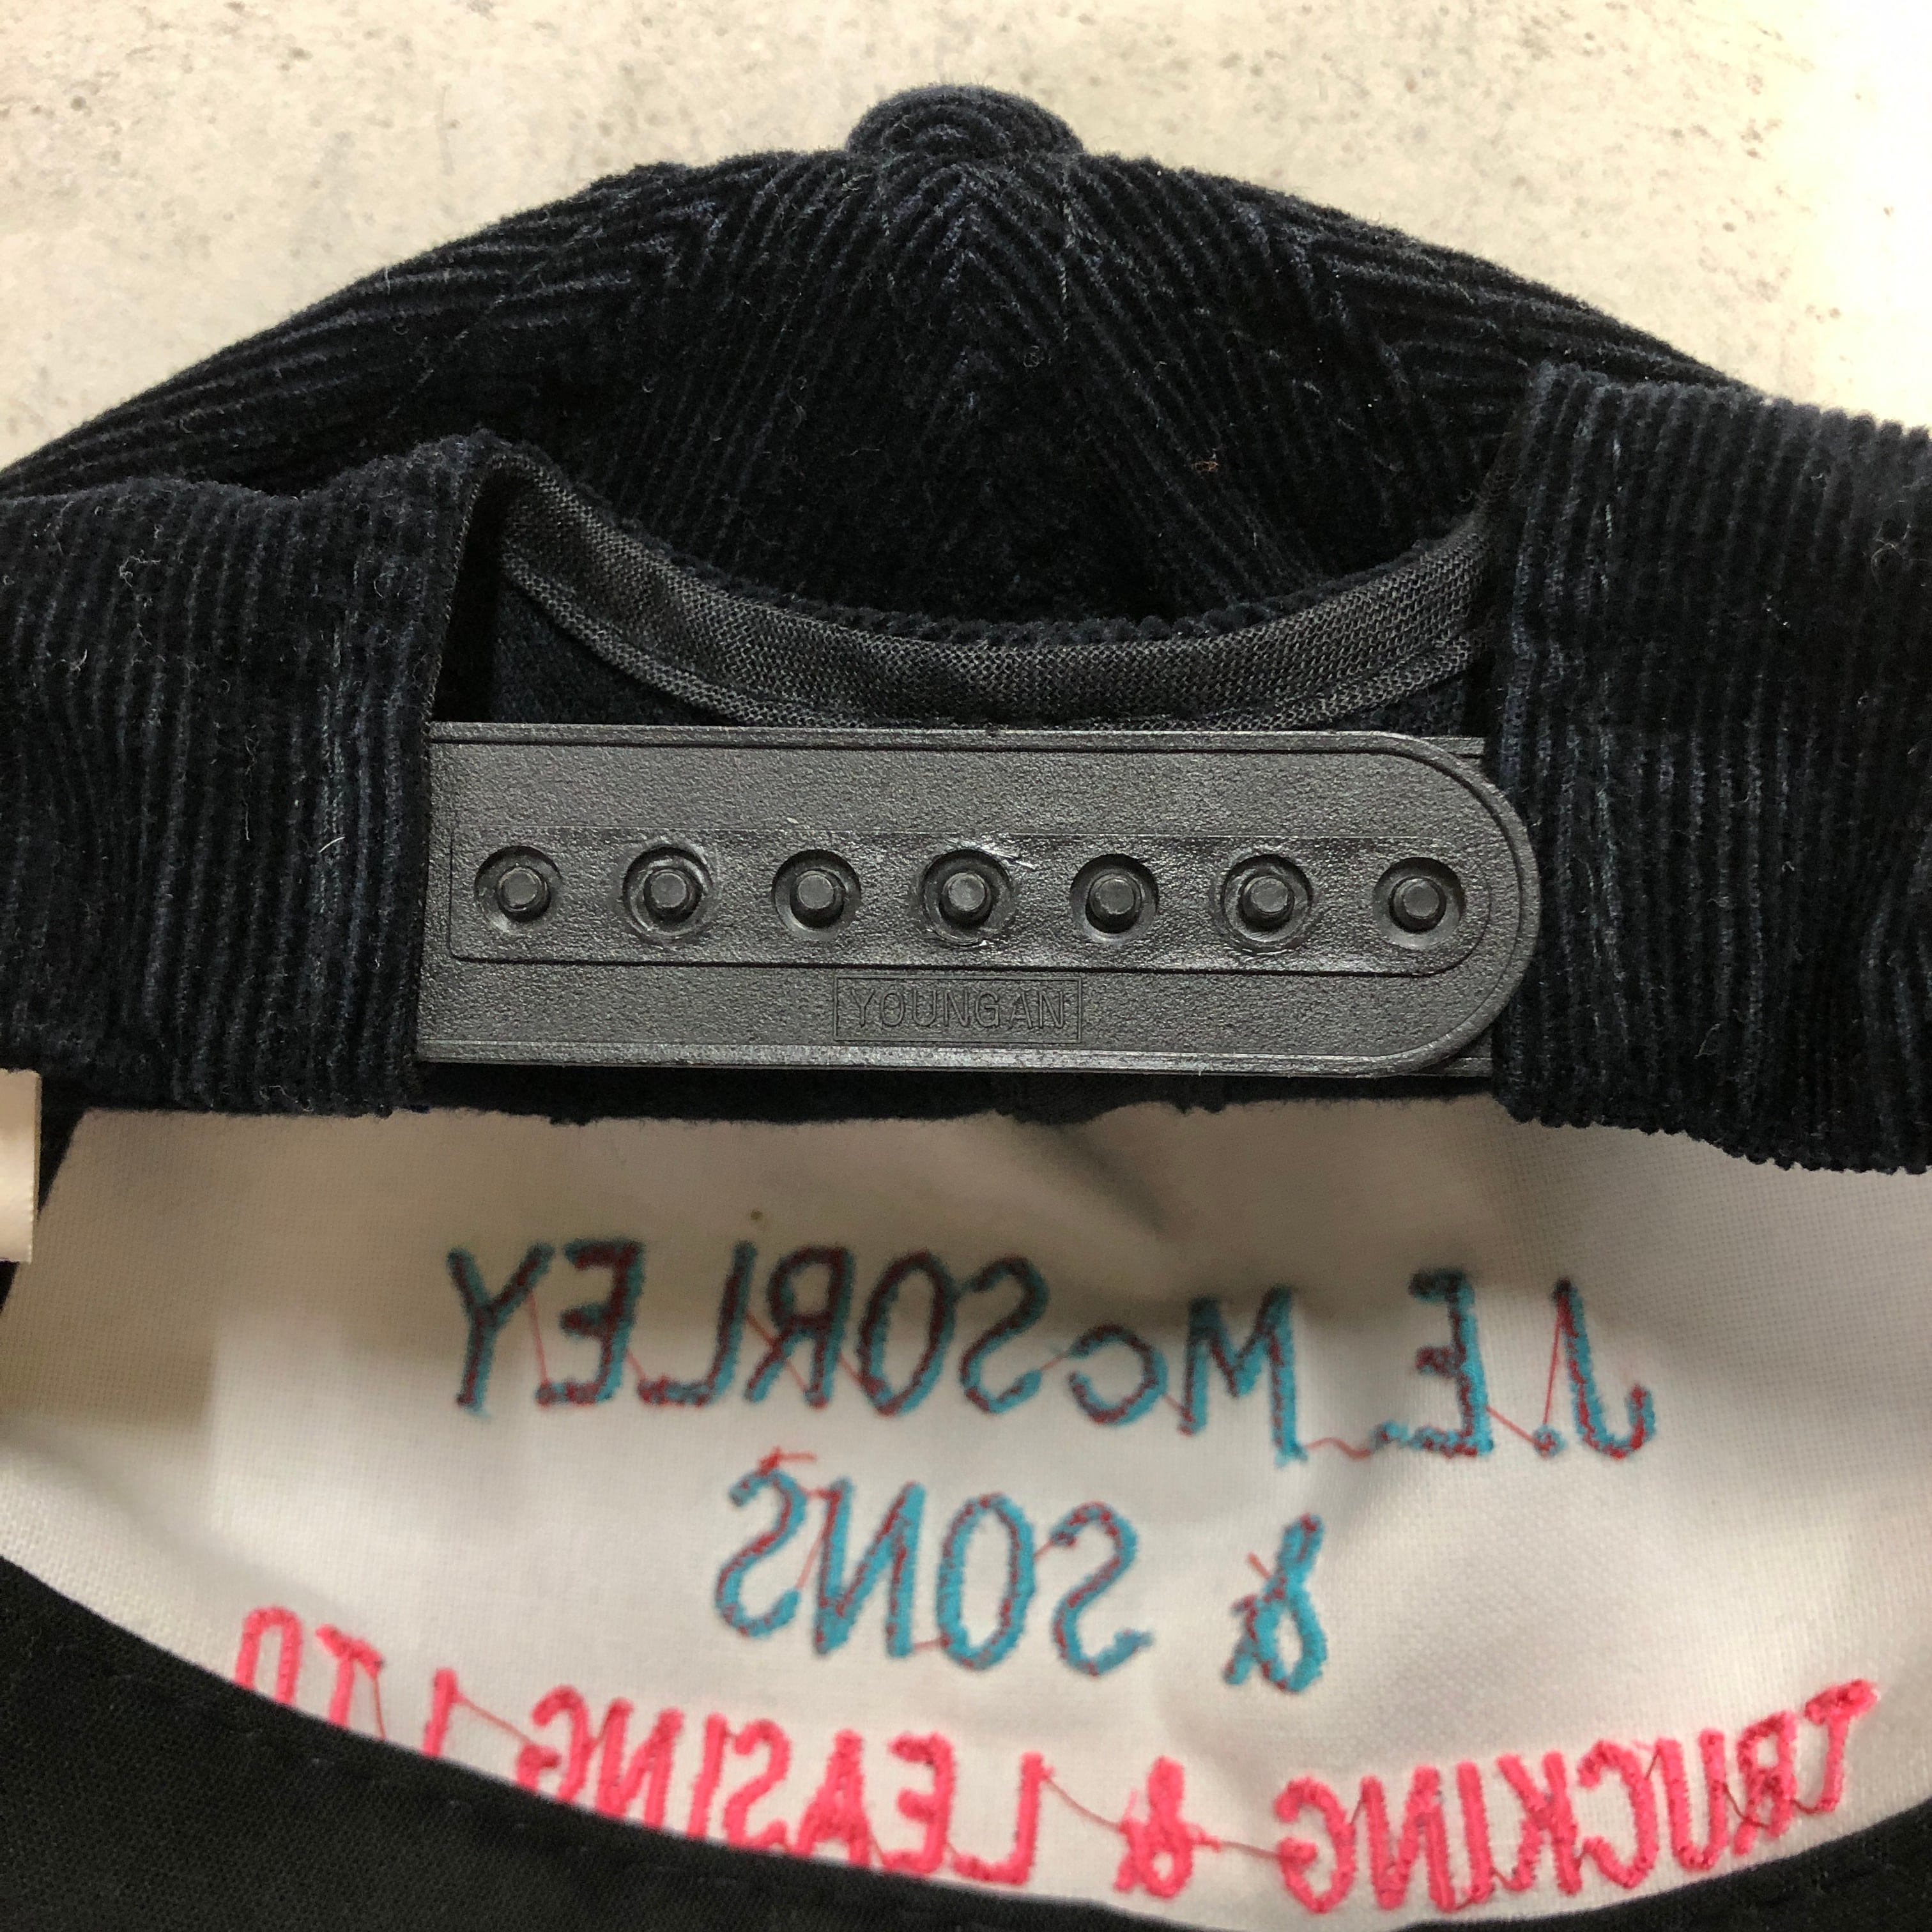 YOUNGAN
J.E. McSORLEY
& SONS
TRUCKING & LEASING LTD